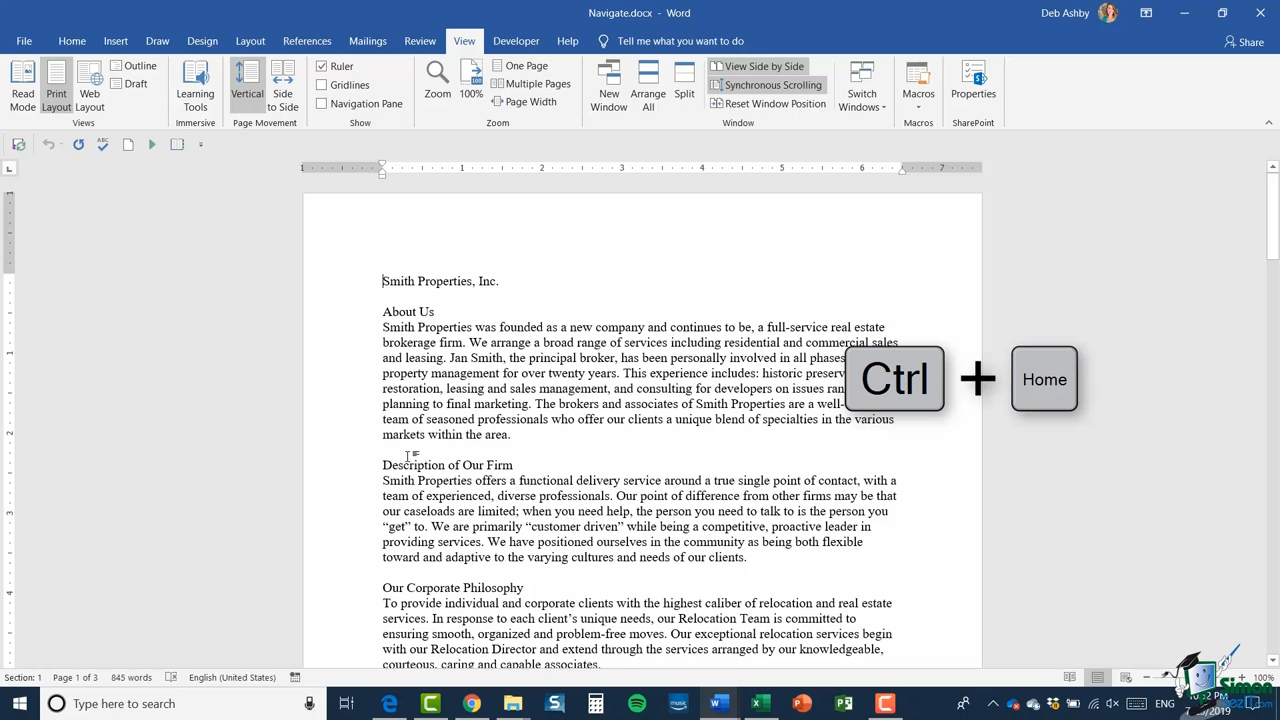 Navigate.docx - Word
Deb Ashby
File Home Insert Draw Design Layout References Mailings Review View Developer Help Tell me what you want to do Share
Read Mode
Print Layout
Web Layout
Outline
Draft
Views
Learning Tools
Immersive
Vertical
Side to Side
Page Movement
Ruler
Gridlines
Navigation Pane
Show
Zoom
100%
One Page
Multiple Pages
Page Width
Zoom
New Window
Arrange All
Split
View Side by Side
Synchronous Scrolling
Reset Window Position
Switch Windows
Window
Macros
Macros
Properties
SharePoint
1 1 2 3 4 5 6 7
1
1
2
3
4
Smith Properties, Inc.
About Us
Smith Properties was founded as a new company and continues to be, a full-service real estate
brokerage firm. We arrange a broad range of services including residential and commercial sales
and leasing. Jan Smith, the principal broker, has been personally involved in all phases
property management for over twenty years. This experience includes: historic preserv
restoration, leasing and sales management, and consulting for developers on issues ran
planning to final marketing. The brokers and associates of Smith Properties are a well-
team of seasoned professionals who offer our clients a unique blend of specialties in the various
markets within the area.
Ctrl + Home
Description of Our Firm
Smith Properties offers a functional delivery service around a true single point of contact, with a
team of experienced, diverse professionals. Our point of difference from other firms may be that
our caseloads are limited; when you need help, the person you need to talk to is the person you
“get” to. We are primarily “customer driven” while being a competitive, proactive leader in
providing services. We have positioned ourselves in the community as being both flexible
toward and adaptive to the varying cultures and needs of our clients.
Our Corporate Philosophy
To provide individual and corporate clients with the highest caliber of relocation and real estate
services. In response to each client’s unique needs, our Relocation Team is committed to
ensuring smooth, organized and problem-free moves. Our exceptional relocation services begin
with our Relocation Director and extend through the services arranged by our knowledgeable,
courteous, caring and capable associates.
Section: 1 Page 1 of 3 845 words English (United States) 100%
Type here to search
music
Simon